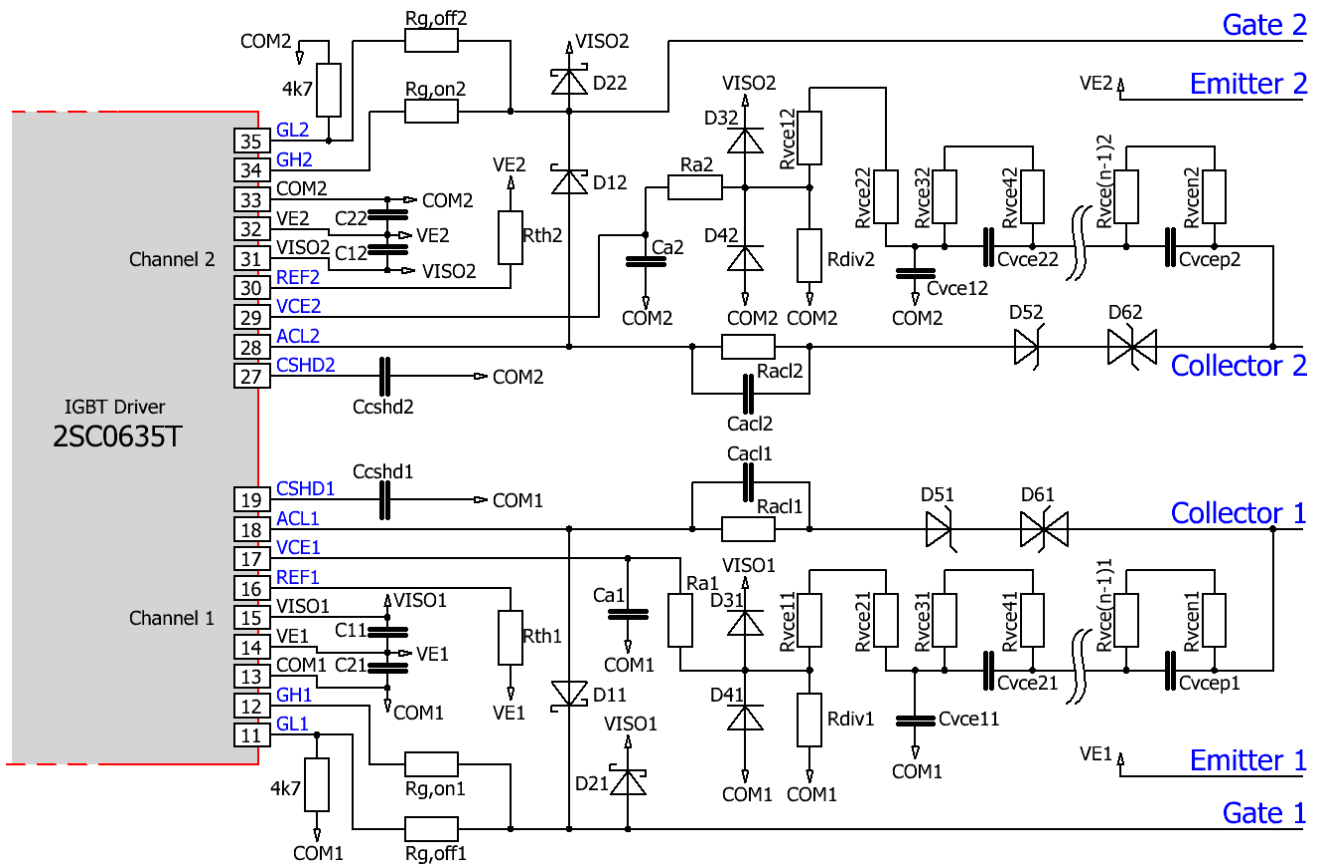 Rg,off2
Gate 2
COM2
VISO2
4k7
D22
Rg,on2
VE2
Emitter 2
VISO2
D32
Rvce12
35
GL2
34
GH2
VE2
Ra2
Rvce22
Rvce32
Rvce42
Rvce(n-1)2
Rvcen2
D12
33
COM2
COM2
C22
32
VE2
VE2
Rth2
D42
Channel 2
C12
31
VISO2
VISO2
Ca2
Rdiv2
Cvce22
Cvcep2
30
REF2
Cvce12
29
VCE2
COM2
COM2
COM2
COM2
D52
D62
28
ACL2
Racl2
Collector 2
27
CSHD2
COM2
Ccshd2
Cacl2
IGBT Driver
2SC0635T
Cacl1
Ccshd1
19
CSHD1
COM1
Racl1
D51
D61
Collector 1
18
ACL1
17
VCE1
VISO1
16
REF1
Ra1
Ca1
D31
Rvce11
Rvce21
Rvce31
Rvce41
Rvce(n-1)1
Rvcen1
VISO1
15
VISO1
Channel 1
C11
Rth1
14
VE1
VE1
COM1
13
COM1
C21
Cvce21
Cvcep1
12
GH1
COM1
VE1
D11
D41
Rdiv1
Cvce11
11
GL1
VISO1
COM1
VE1
Emitter 1
4k7
Rg,on1
D21
COM1
COM1
Gate 1
COM1
Rg,off1